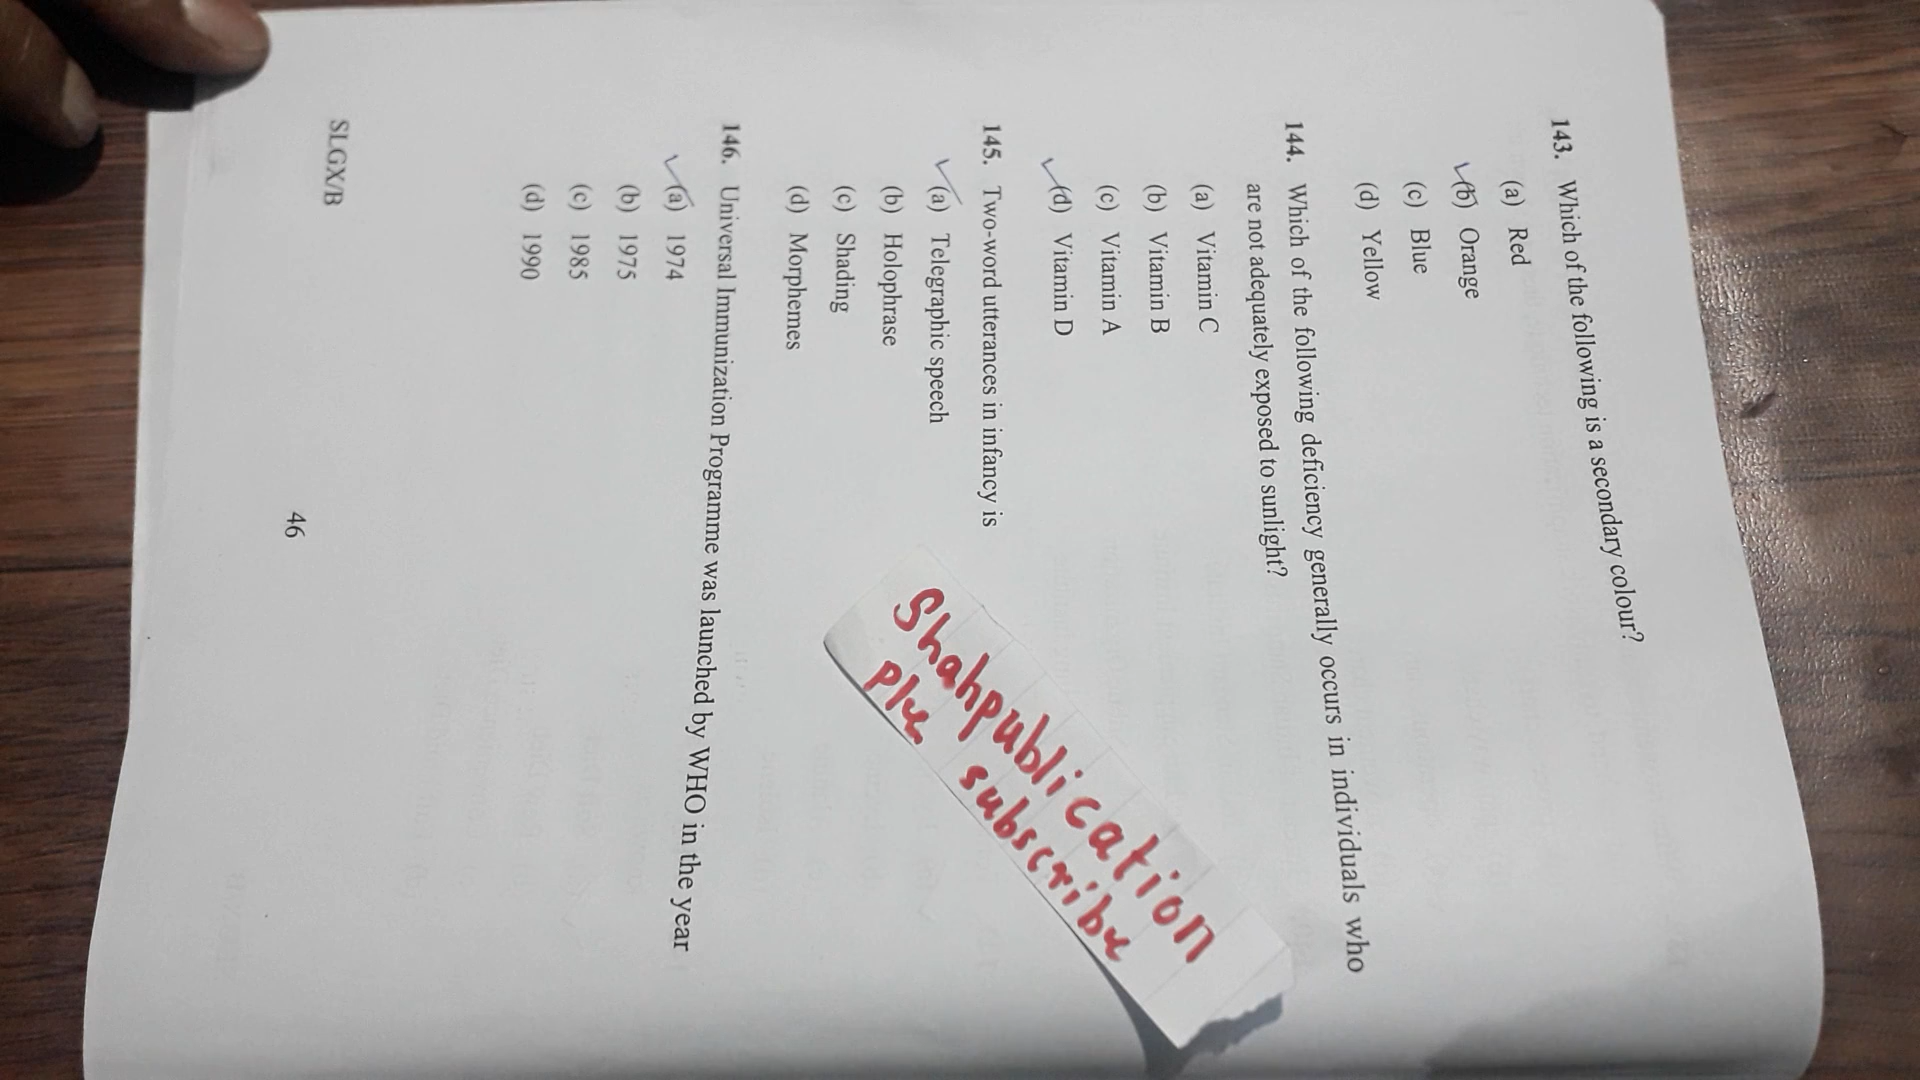 143. Which of the following is a secondary colour?
(a) Red
(b) Orange
(c) Blue
(d) Yellow
144. Which of the following deficiency generally occurs in individuals who
are not adequately exposed to sunlight?
(a) Vitamin C
(b) Vitamin B
(c) Vitamin A
(d) Vitamin D
145. Two-word utterances in infancy is
(a) Telegraphic speech
(b) Holophrase
(c) Shading
(d) Morphemes
146. Universal Immunization Programme was launched by WHO in the year
(a) 1974
(b) 1975
(c) 1985
(d) 1990
Shahpublication
Plz subscribe
SLGX/B
46